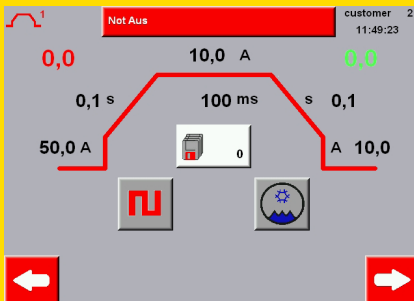 1
Not Aus
customer 2
11:49:23
0,0
10,0 A
0,0
0,1 s
100 ms
s 0,1
50,0 A
0
A 10,0